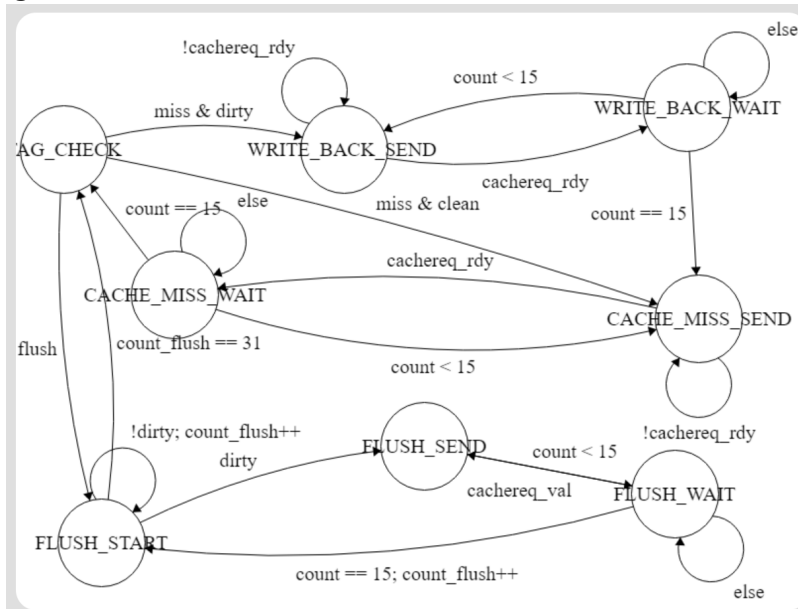 !cachereq_rdy
else
count < 15
miss & dirty
WRITE_BACK_WAIT
AG_CHECK
WRITE_BACK_SEND
cachereq_rdy
miss & clean
count == 15
else
count == 15
cachereq_rdy
CACHE_MISS_WAIT
CACHE_MISS_SEND
count_flush == 31
flush
count < 15
!dirty; count_flush++
!cachereq_rdy
FLUSH_SEND
count < 15
dirty
cachereq_val
FLUSH_WAIT
FLUSH_START
count == 15; count_flush++
else